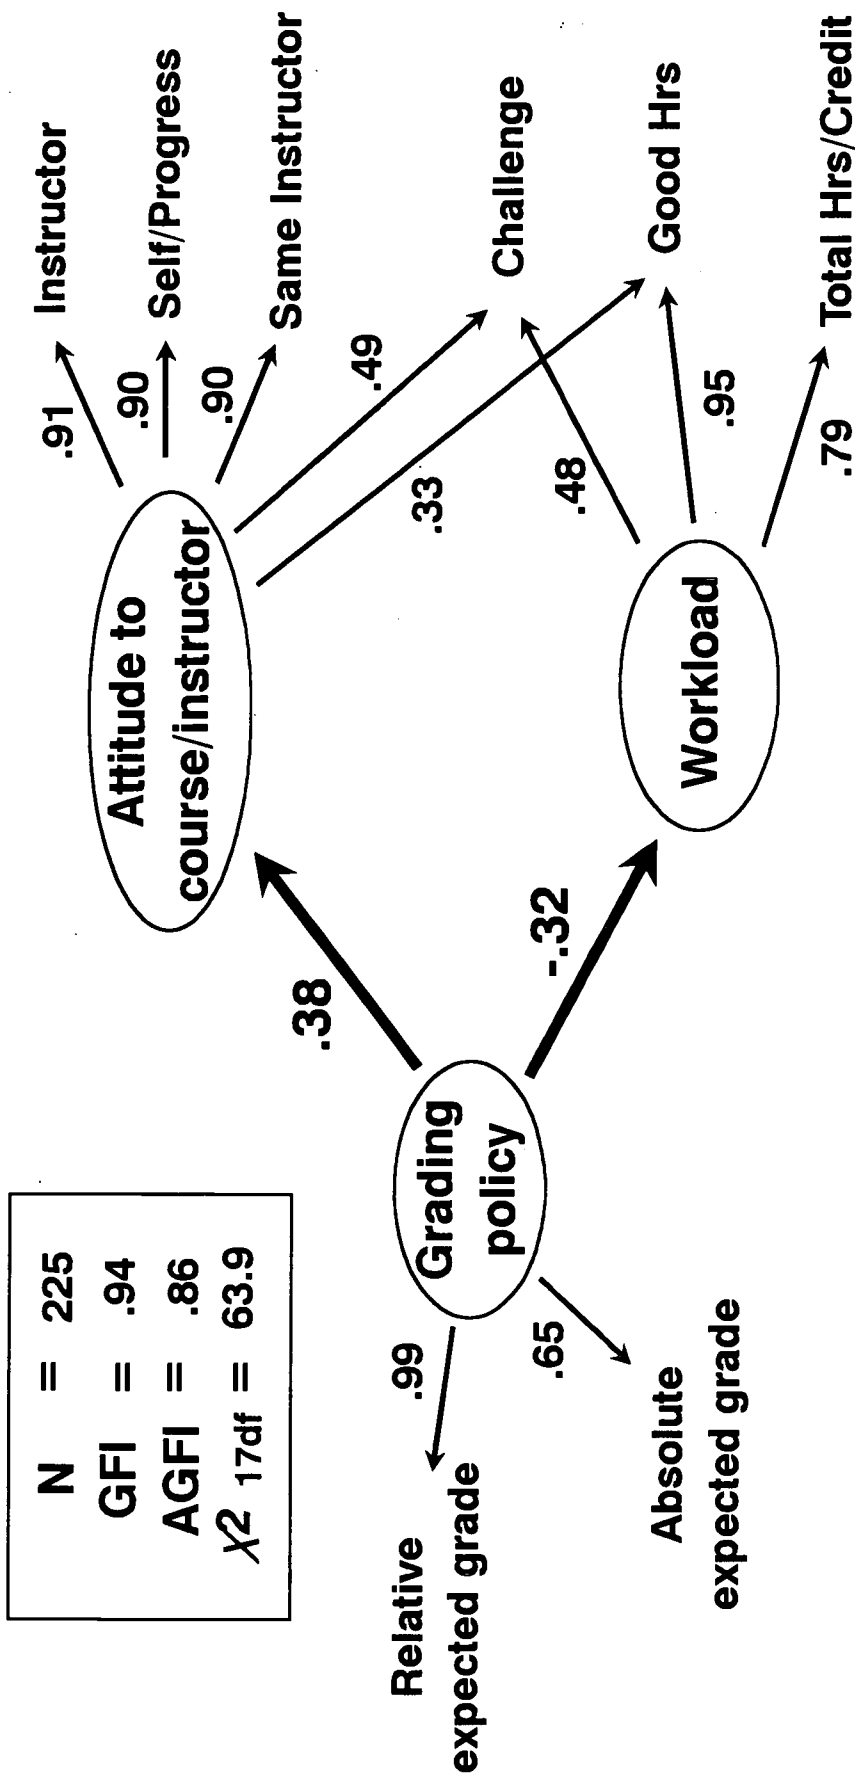 N = 225
GFI = .94
AGFI = .86
χ2 17df = 63.9
Relative
expected grade
.99
Absolute
expected grade
.65
Grading
policy
.38
-.32
Attitude to
course/instructor
Workload
.91
Instructor
.90
Self/Progress
.90
Same Instructor
.49
.33
.48
Challenge
.95
Good Hrs
.79
Total Hrs/Credit